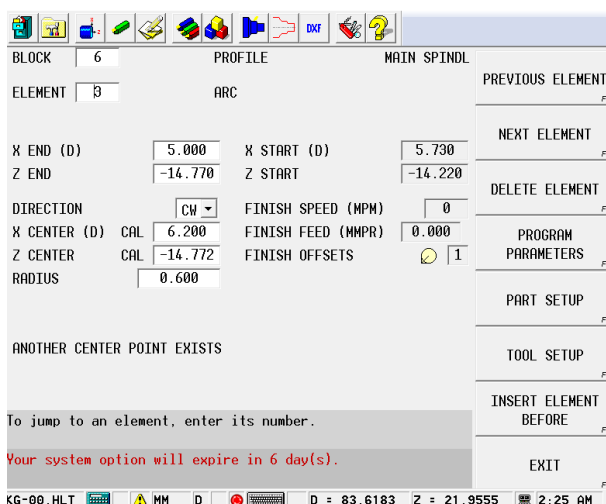 DXF
BLOCK 6 PROFILE MAIN SPINDL
ELEMENT 3 ARC
X END (D) 5.000 X START (D) 5.730
Z END -14.770 Z START -14.220
DIRECTION CW FINISH SPEED (MPM) 0
X CENTER (D) CAL 6.200 FINISH FEED (MMPR) 0.000
Z CENTER CAL -14.772 FINISH OFFSETS 1
RADIUS 0.600
ANOTHER CENTER POINT EXISTS
To jump to an element, enter its number.
Your system option will expire in 6 day(s).
KG-00.HLT MM D D = 83.6183 Z = 21.9555 2:25 AM
PREVIOUS ELEMENT
F
NEXT ELEMENT
F
DELETE ELEMENT
F
PROGRAM
PARAMETERS
F
PART SETUP
F
TOOL SETUP
F
INSERT ELEMENT
BEFORE
F
EXIT
F